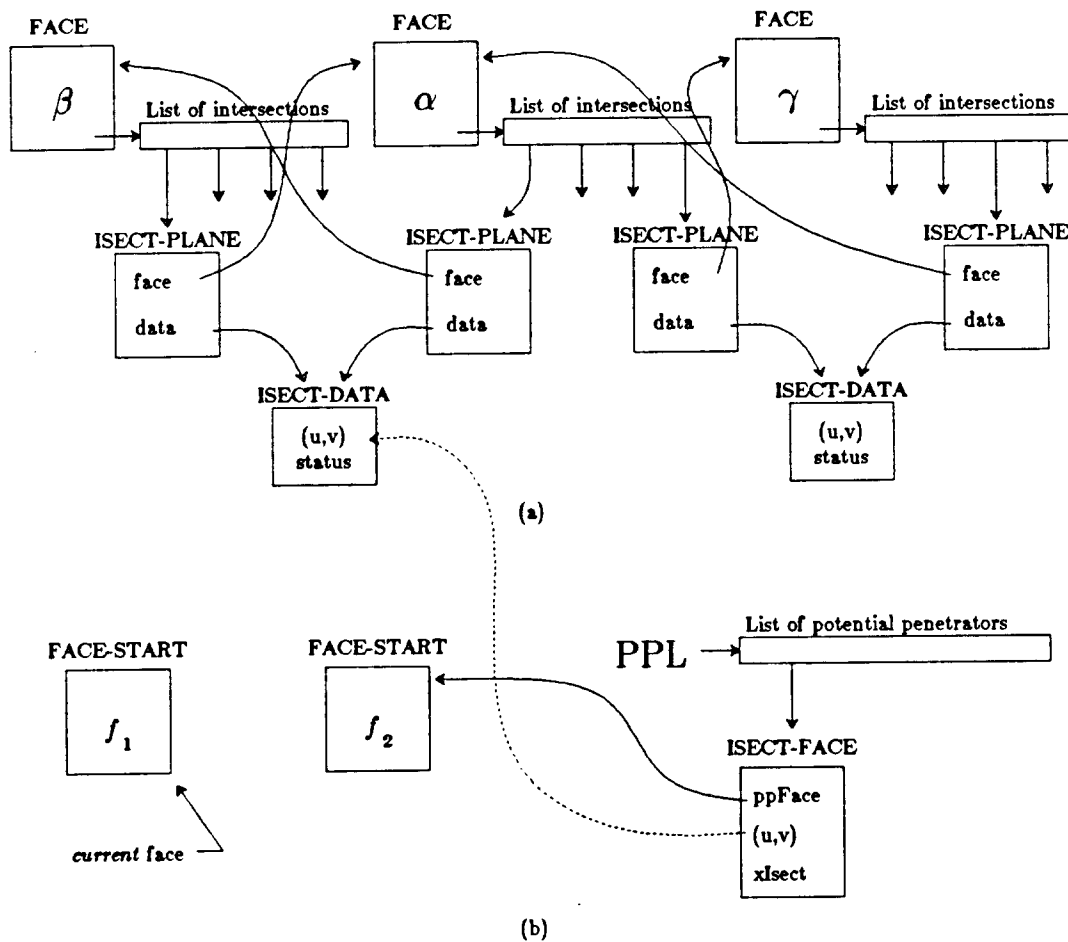 FACE
FACE
FACE
β
α
γ
List of intersections
List of intersections
List of intersections
ISECT-PLANE
ISECT-PLANE
ISECT-PLANE
ISECT-PLANE
face
data
face
data
face
data
face
data
ISECT-DATA
(u,v)
status
ISECT-DATA
(u,v)
status
(a)
List of potential penetrators
PPL
FACE-START
f 1
FACE-START
f 2
ISECT-FACE
ppFace
(u,v)
xIsect
current face
(b)